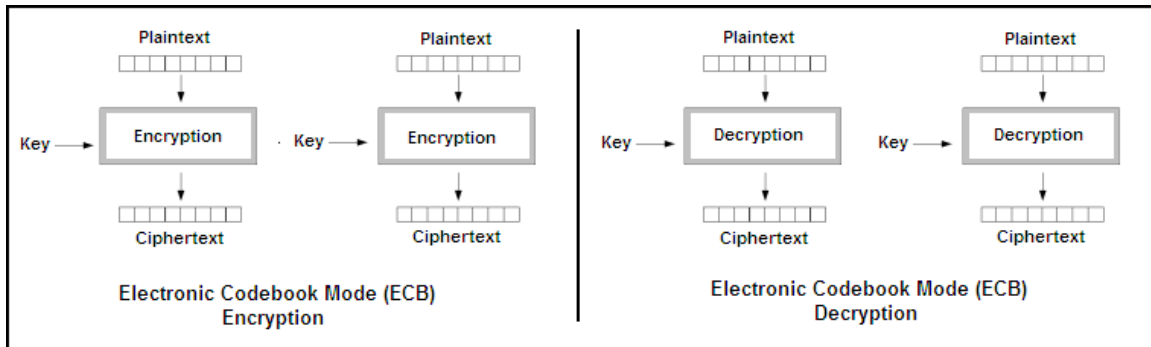 Plaintext
Plaintext
Key
Encryption
Key
Encryption
Ciphertext
Ciphertext
Electronic Codebook Mode (ECB)
Encryption
Plaintext
Plaintext
Key
Decryption
Key
Decryption
Ciphertext
Ciphertext
Electronic Codebook Mode (ECB)
Decryption